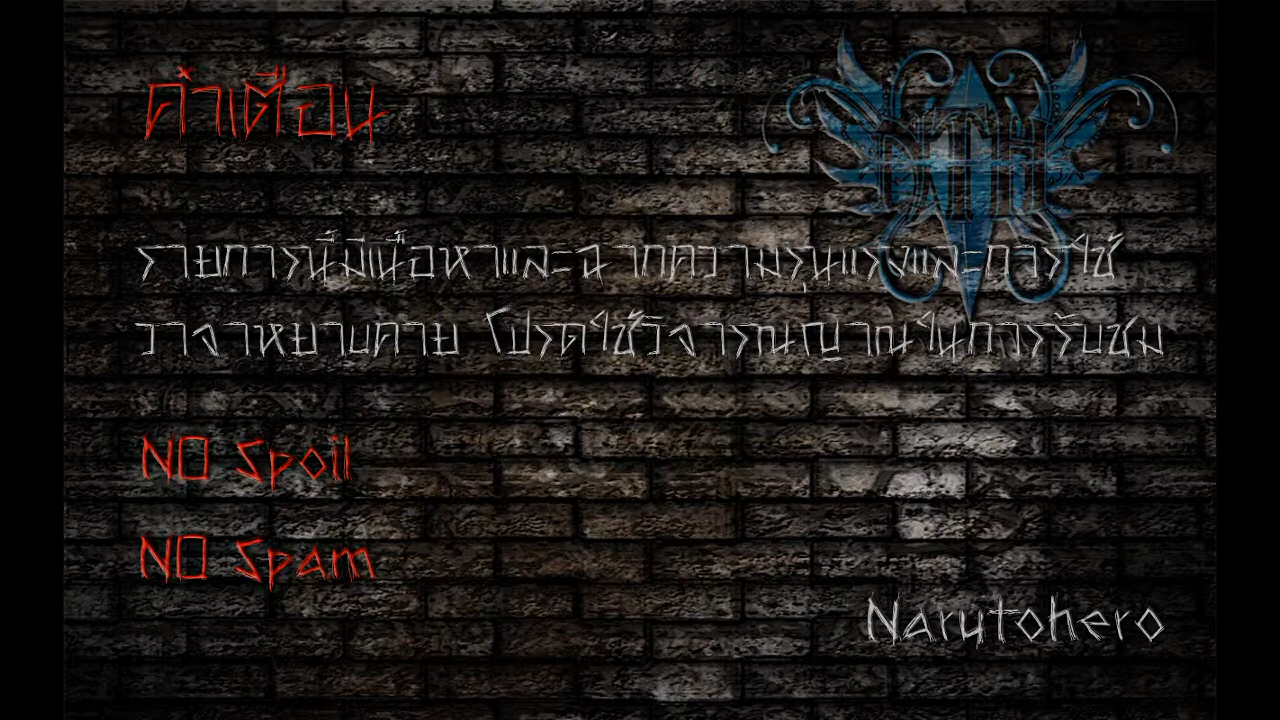 คำเตือน
รายการนี้มีเนื้อหาและฉากความรุนแรงและการใช้
วาจาหยาบคาย โปรดใช้วิจารณญาณในการรับชม
NO Spoil
NO Spam
Narutohero